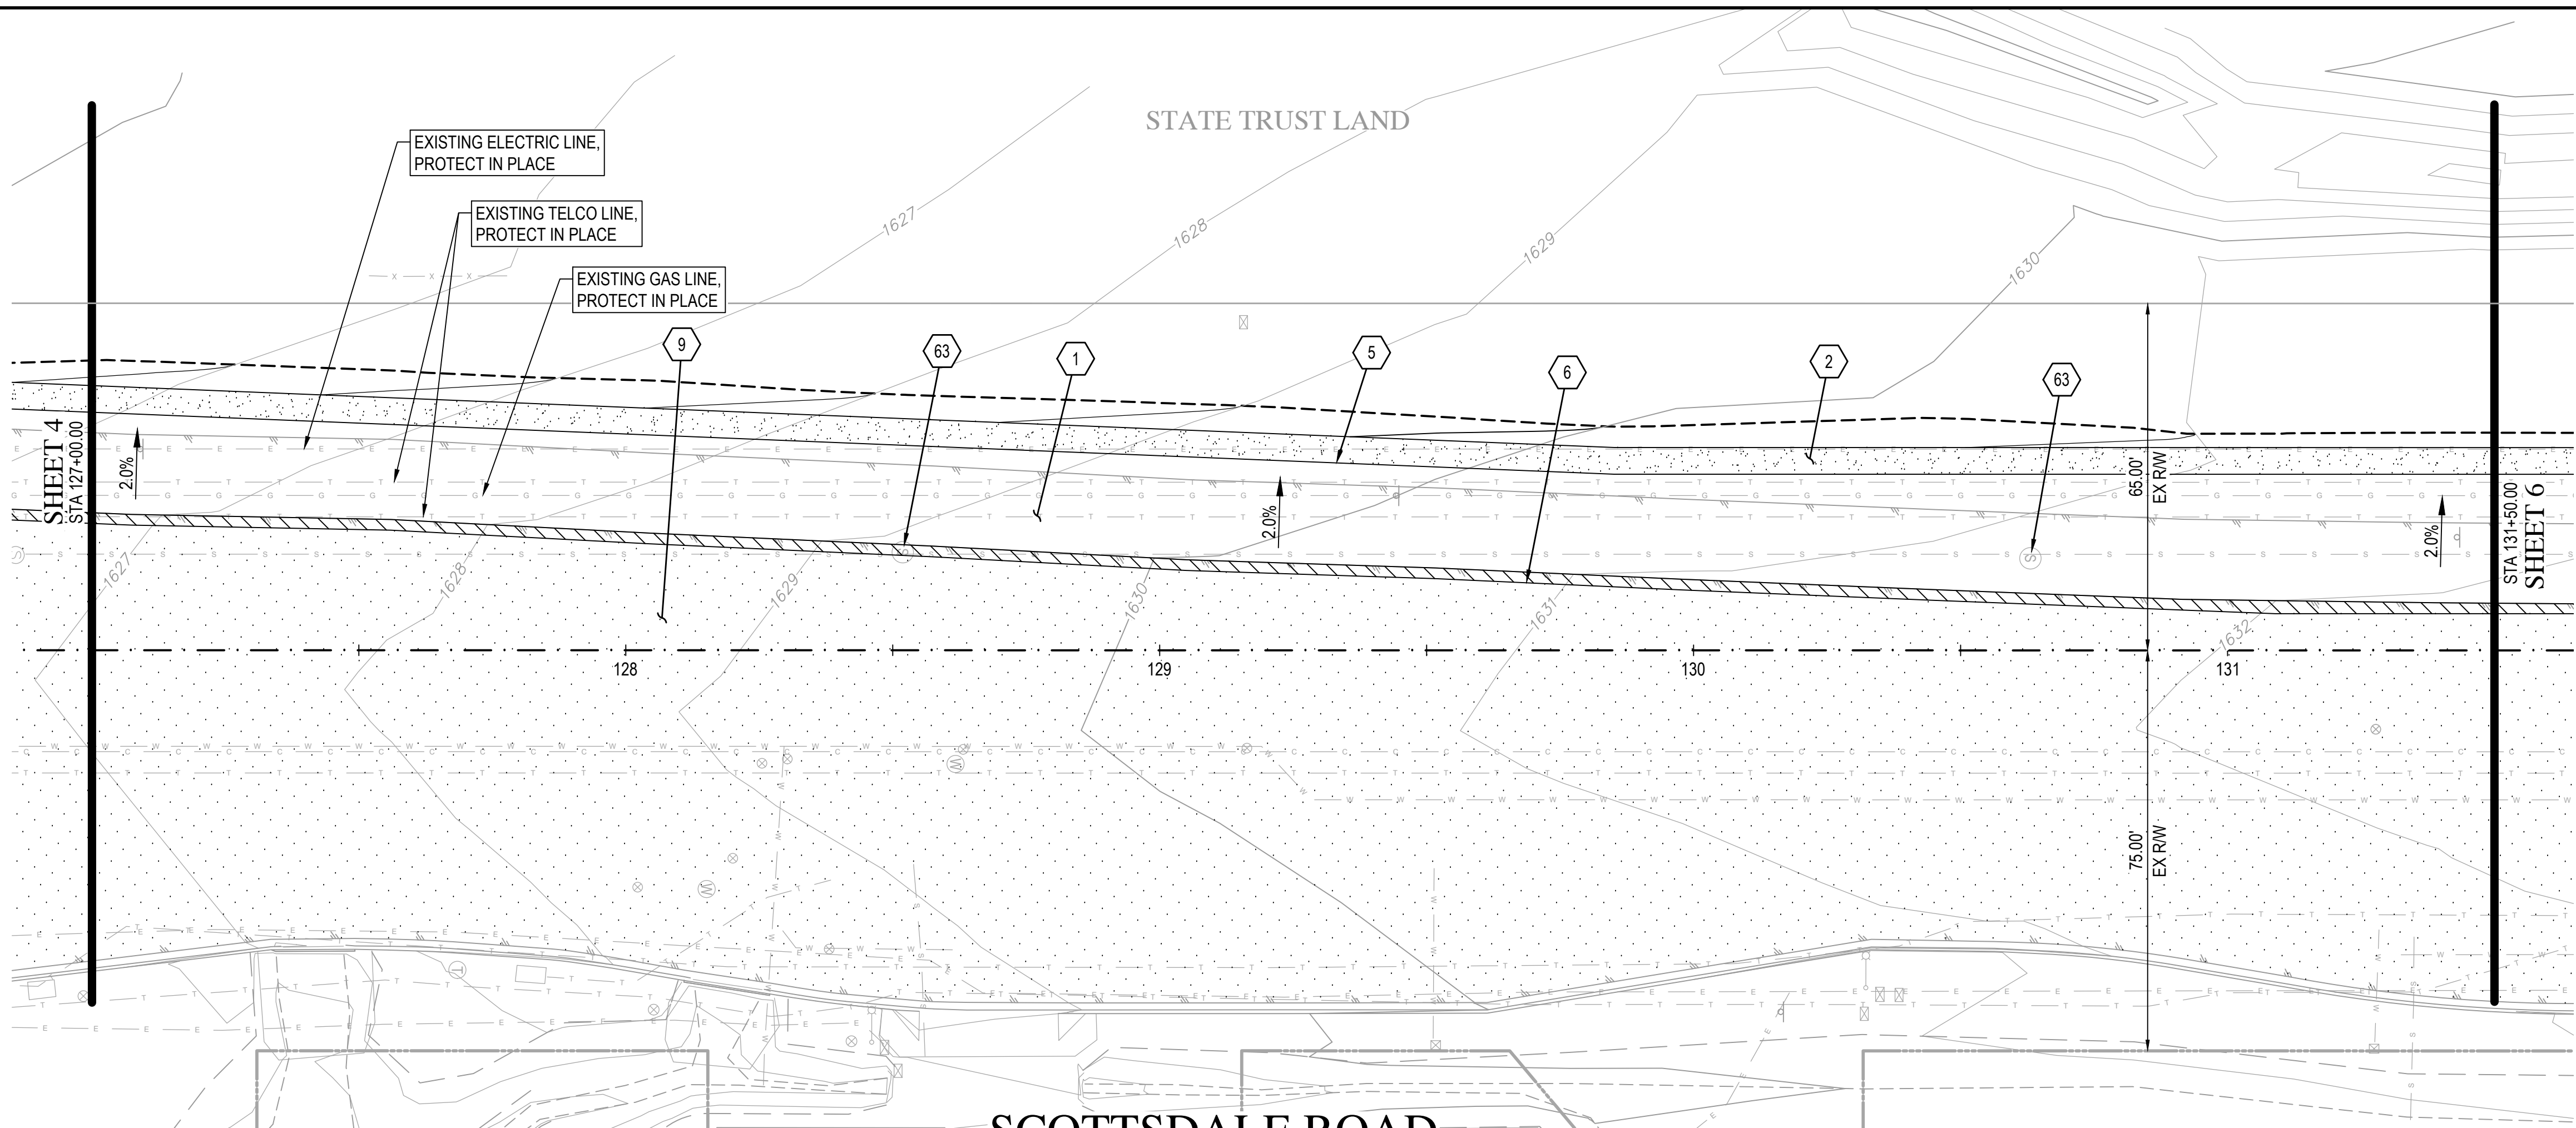 STATE TRUST LAND
EXISTING ELECTRIC LINE,
PROTECT IN PLACE
EXISTING TELCO LINE,
PROTECT IN PLACE
EXISTING GAS LINE,
PROTECT IN PLACE
1627
1628
1629
1630
9
63
1
5
6
2
63
SHEET 4
STA 127+00.00
2.0%
2.0%
2.0%
65.00'
EX R/W
STA 131+50.00
SHEET 6
1627
1628
1629
1630
1631
1632
128
129
130
131
75.00'
EX R/W
SCOTTSDALE ROAD